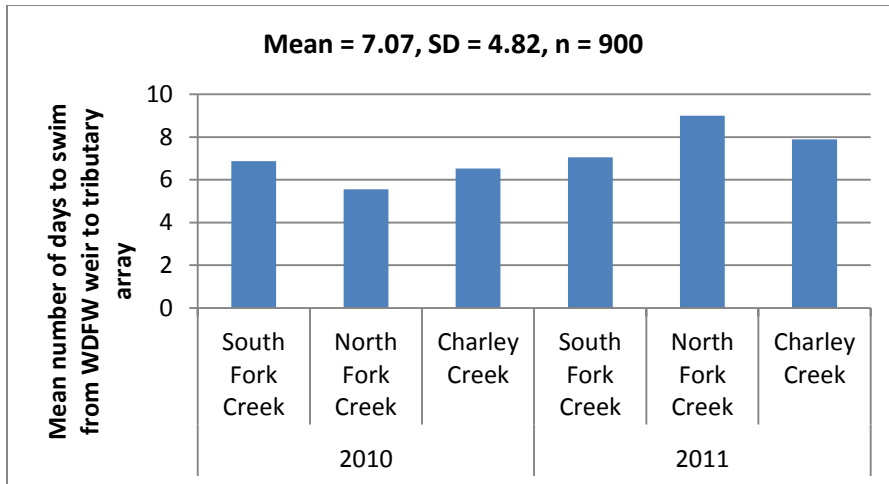 Mean = 7.07, SD = 4.82, n = 900
Mean number of days to swim
from WDFW weir to tributary
array
10
8
6
4
2
0
South
Fork
Creek
North
Fork
Creek
Charley
Creek
South
Fork
Creek
North
Fork
Creek
Charley
Creek
2010
2011